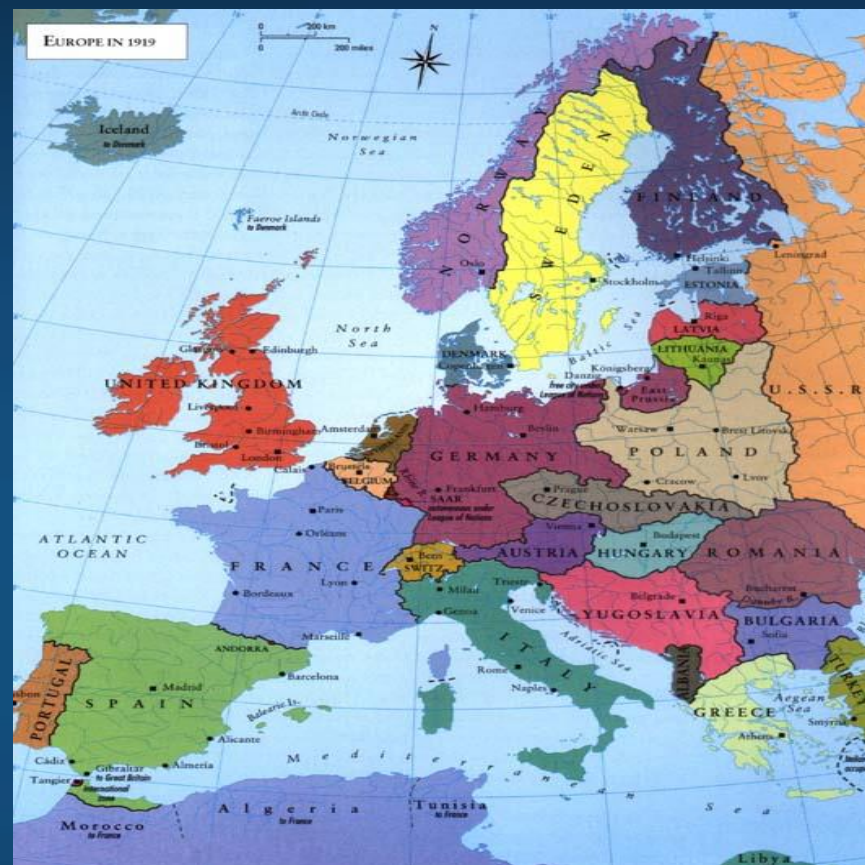 EUROPE IN 1919
0 200 km
0 200 miles
N
Arctic Circle
Iceland
to Denmark
Norwegian
Sea
Faeroe Islands
to Denmark
NORWAY
SWEDEN
FINLAND
Oslo
Stockholm
Helsinki
Leningrad
Tallinn
ESTONIA
North
Sea
Baltic Sea
Riga
LATVIA
LITHUANIA
Kaunas
DENMARK
Copenhagen
Danzig
free city under
League of Nations
Königsberg
East
Prussia
U.S.S.R
Glasgow
Edinburgh
UNITED KINGDOM
Liverpool
Birmingham
Bristol
London
Amsterdam
Hamburg
Berlin
GERMANY
Warsaw
Brest Litovsk
POLAND
Calais
Brussels
BELGIUM
Rhine R.
Frankfurt
SAAR
autonomous under
League of Nations
Prague
Cracow
Lvov
CZECHOSLOVAKIA
Paris
Orléans
ATLANTIC
OCEAN
FRANCE
Bern
SWITZ
Vienna
AUSTRIA
Budapest
HUNGARY
ROMANIA
Bordeaux
Lyon
Milan
Trieste
Venice
Genoa
Belgrade
YUGOSLAVIA
Bucharest
Danube R.
BULGARIA
Sofia
Marseille
ANDORRA
ITALY
Adriatic Sea
Rome
Naples
ALBANIA
TURKEY
PORTUGAL
SPAIN
Madrid
Barcelona
Balearic Is.
GREECE
Aegean
Sea
Smyrna
Athens
Alicante
Cádiz
Gibraltar
to Great Britain
Almería
Tangier
international
zone
Mediterranean Sea
Morocco
to France
Algeria
to France
Tunisia
to France
Libya